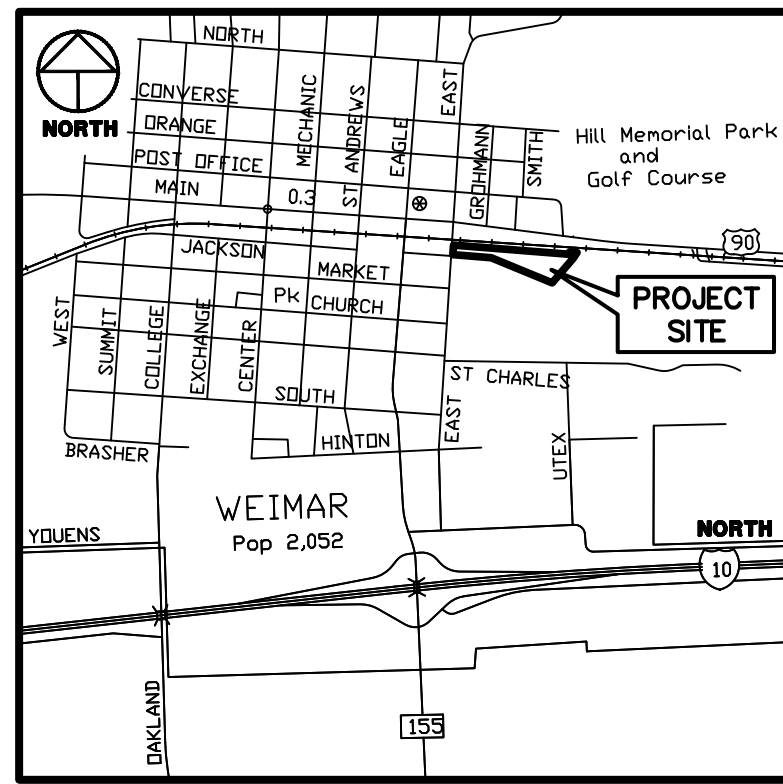 NORTH
NORTH
CONVERSE
ORANGE
POST OFFICE
MAIN
0.3
MECHANIC
ST ANDREWS
EAGLE
EAST
GROHMANN
SMITH
Hill Memorial Park
and
Golf Course
90
JACKSON
MARKET
Pk
CHURCH
PROJECT
SITE
WEST
SUMMIT
COLLEGE
EXCHANGE
CENTER
SOUTH
ST CHARLES
EAST
UTEX
HINTON
BRASHER
WEIMAR
Pop 2,052
YOUENS
NORTH
10
OAKLAND
155